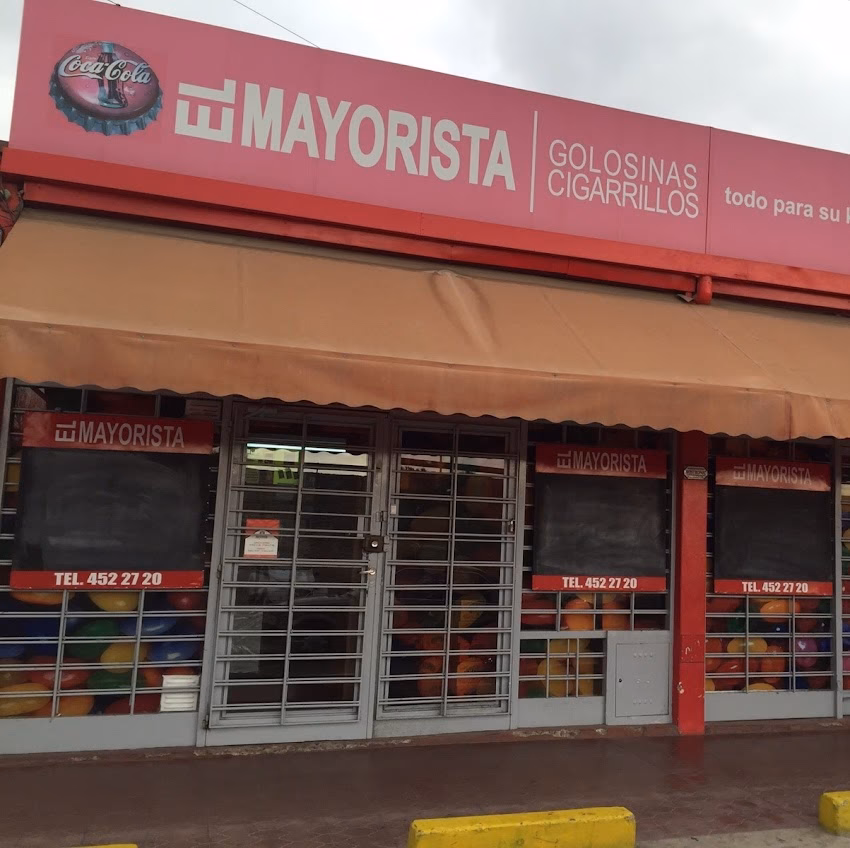 Coca-Cola
EL MAYORISTA
GOLOSINAS
CIGARRILLOS
todo para su k
EL MAYORISTA
TEL. 452 27 20
EL MAYORISTA
TEL. 452 27 20
EL MAYORISTA
TEL. 452 27 20